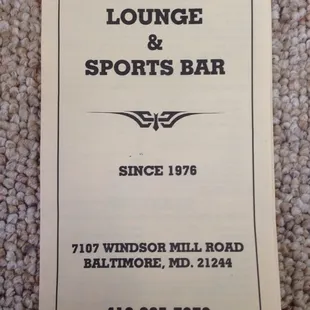 LOUNGE
&
SPORTS BAR
SINCE 1976
7107 WINDSOR MILL ROAD
BALTIMORE, MD. 21244